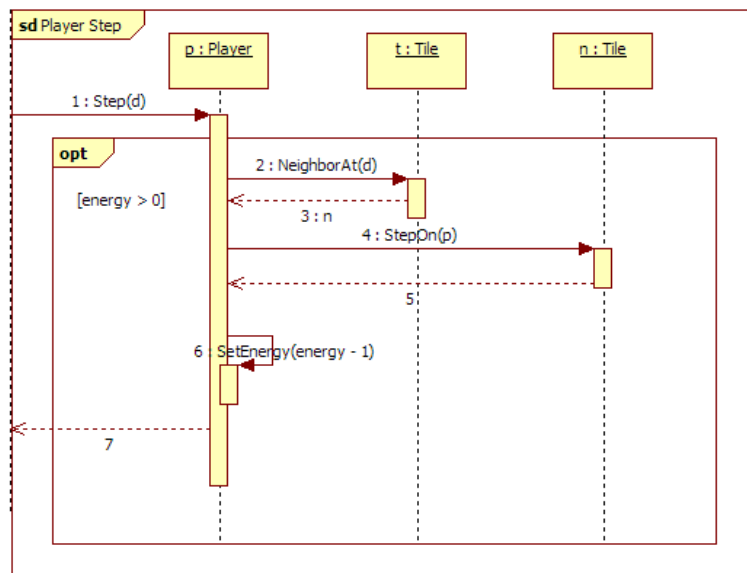 sd Player Step
p : Player
t : Tile
n : Tile
1 : Step(d)
opt
2 : NeighborAt(d)
[energy > 0]
3 : n
4 : StepOn(p)
5
6 : SetEnergy(energy - 1)
7